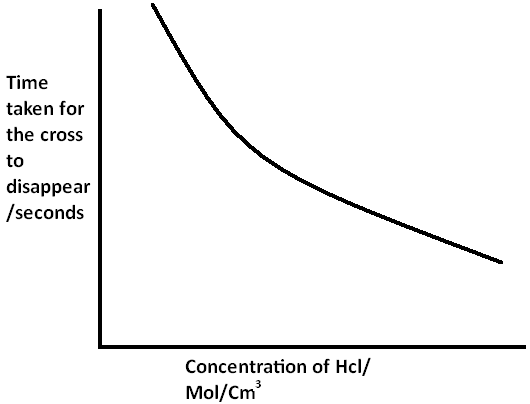 Time
taken for
the cross
to
disappear
/seconds
Concentration of Hcl/
Mol/Cm³